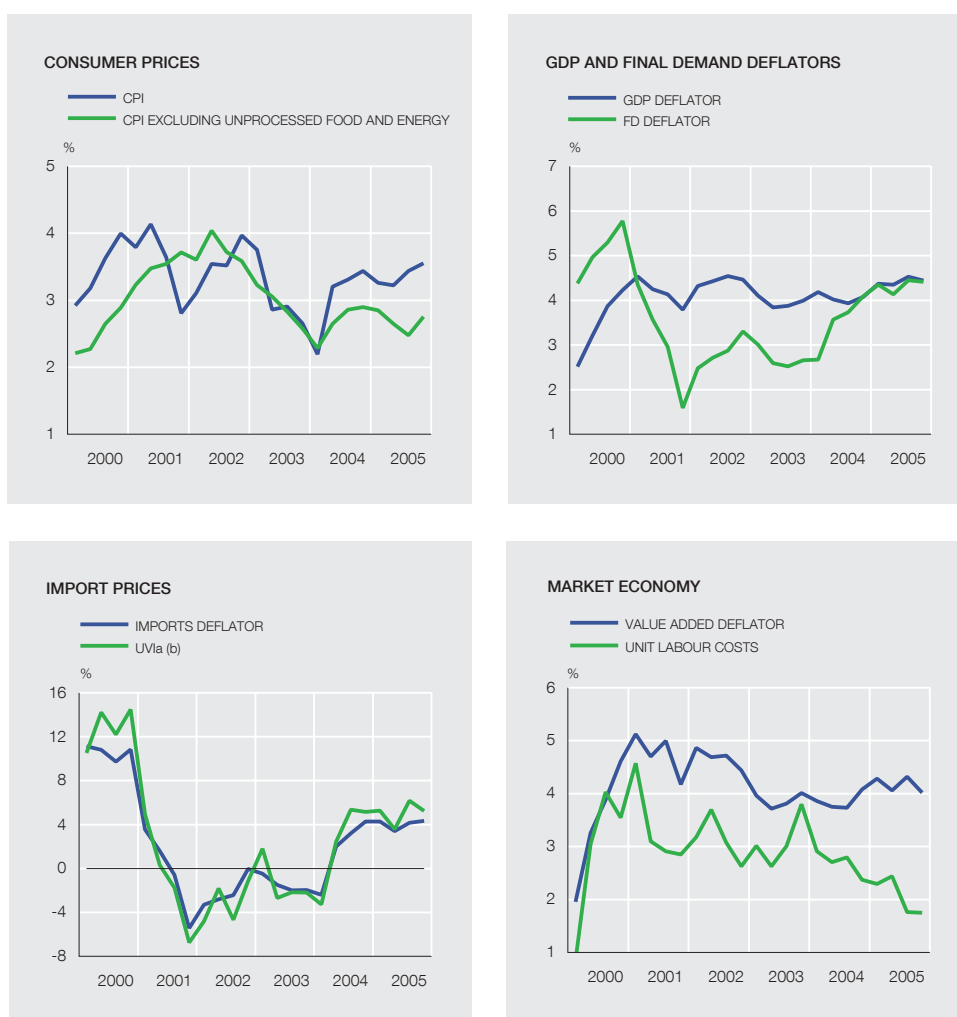 CONSUMER PRICES
CPI
CPI EXCLUDING UNPROCESSED FOOD AND ENERGY
%
5
4
3
2
1
2000 2001 2002 2003 2004 2005
GDP AND FINAL DEMAND DEFLATORS
GDP DEFLATOR
FD DEFLATOR
%
7
6
5
4
3
2
1
2000 2001 2002 2003 2004 2005
IMPORT PRICES
IMPORTS DEFLATOR
UVIa (b)
%
16
12
8
4
0
-4
-8
2000 2001 2002 2003 2004 2005
MARKET ECONOMY
VALUE ADDED DEFLATOR
UNIT LABOUR COSTS
%
6
5
4
3
2
1
2000 2001 2002 2003 2004 2005